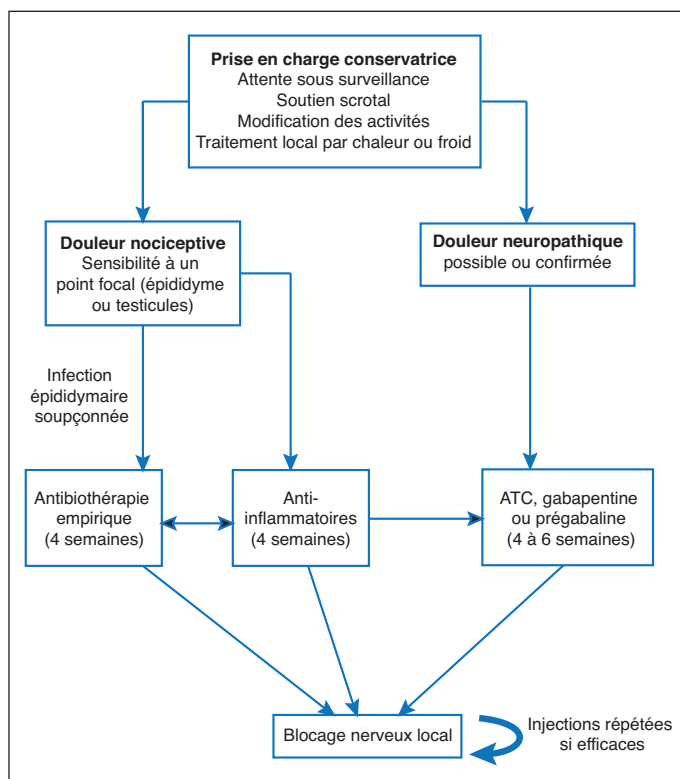 Prise en charge conservatrice
Attente sous surveillance
Soutien scrotal
Modification des activités
Traitement local par chaleur ou froid
Douleur nociceptive
Sensibilité à un
point focal (épididyme
ou testicules)
Douleur neuropathique
possible ou confirmée
Infection
épididymaire
soupçonnée
Antibiothérapie
empirique
(4 semaines)
Anti-
inflammatoires
(4 semaines)
ATC, gabapentine
ou prégabaline
(4 à 6 semaines)
Blocage nerveux local
Injections répétées
si efficaces